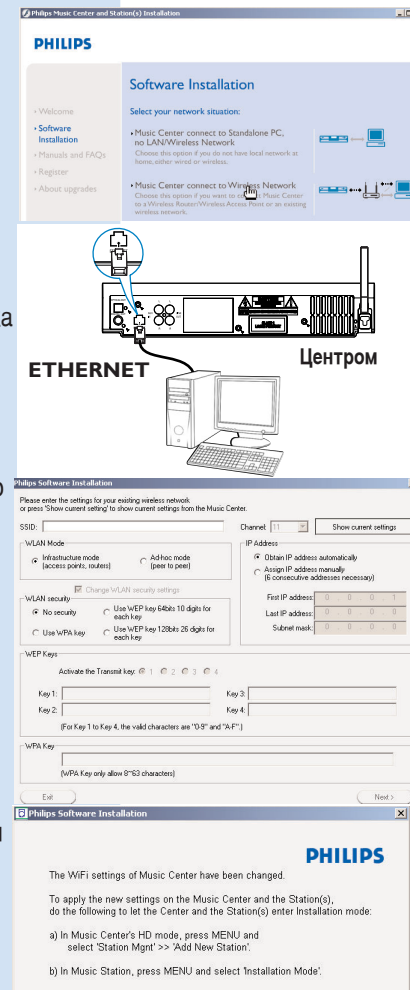 Philips Music Center and Station(s) Installation
PHILIPS
Software Installation
• Welcome
• Software
Installation
• Manuals and FAQs
• Register
• About upgrades
Select your network situation:
• Music Center connect to Standalone PC,
no LAN/Wireless Network
Choose this option if you do not have local network at
home, either wired or wireless.
• Music Center connect to Wireless Network
Choose this option if you want to connect Music Center
to a Wireless Router/Wireless Access Point or an existing
wireless network.
ка
ETHERNET
Центром
Philips Software Installation
Please enter the settings for your existing wireless network
or press 'Show current setting' to show current settings from the Music Center.
SSID:
Channel: 11
Show current settings
WLAN Mode
Infrastructure mode
(access points, routers)
Ad-hoc mode
(peer to peer)
IP Address
Obtain IP address automatically
Assign IP address manually
(6 consecutive addresses necessary)
First IP address: 0 . 0 . 0 . 1
Last IP address: 0 . 0 . 0 . 0
Subnet mask: 0 . 0 . 0 . 0
Change WLAN security settings
WLAN security
No security
Use WEP key 64bits 10 digits for
each key
Use WPA key
Use WEP key 128bits 26 digits for
each key
WEP Keys
Activate the Transmit key: 1 2 3 4
Key 1:
Key 3:
Key 2:
Key 4:
(For Key 1 to Key 4, the valid characters are "0-9" and "A-F".)
WPA Key
(WPA Key only allow 8~63 characters)
Exit
Next >
Philips Software Installation
PHILIPS
The WiFi settings of Music Center have been changed.
To apply the new settings on the Music Center and the Station(s),
do the following to let the Center and the Station(s) enter Installation mode:
a) In Music Center's HD mode, press MENU and
select 'Station Mgnt' >> 'Add New Station'.
b) In Music Station, press MENU and select 'Installation Mode'.